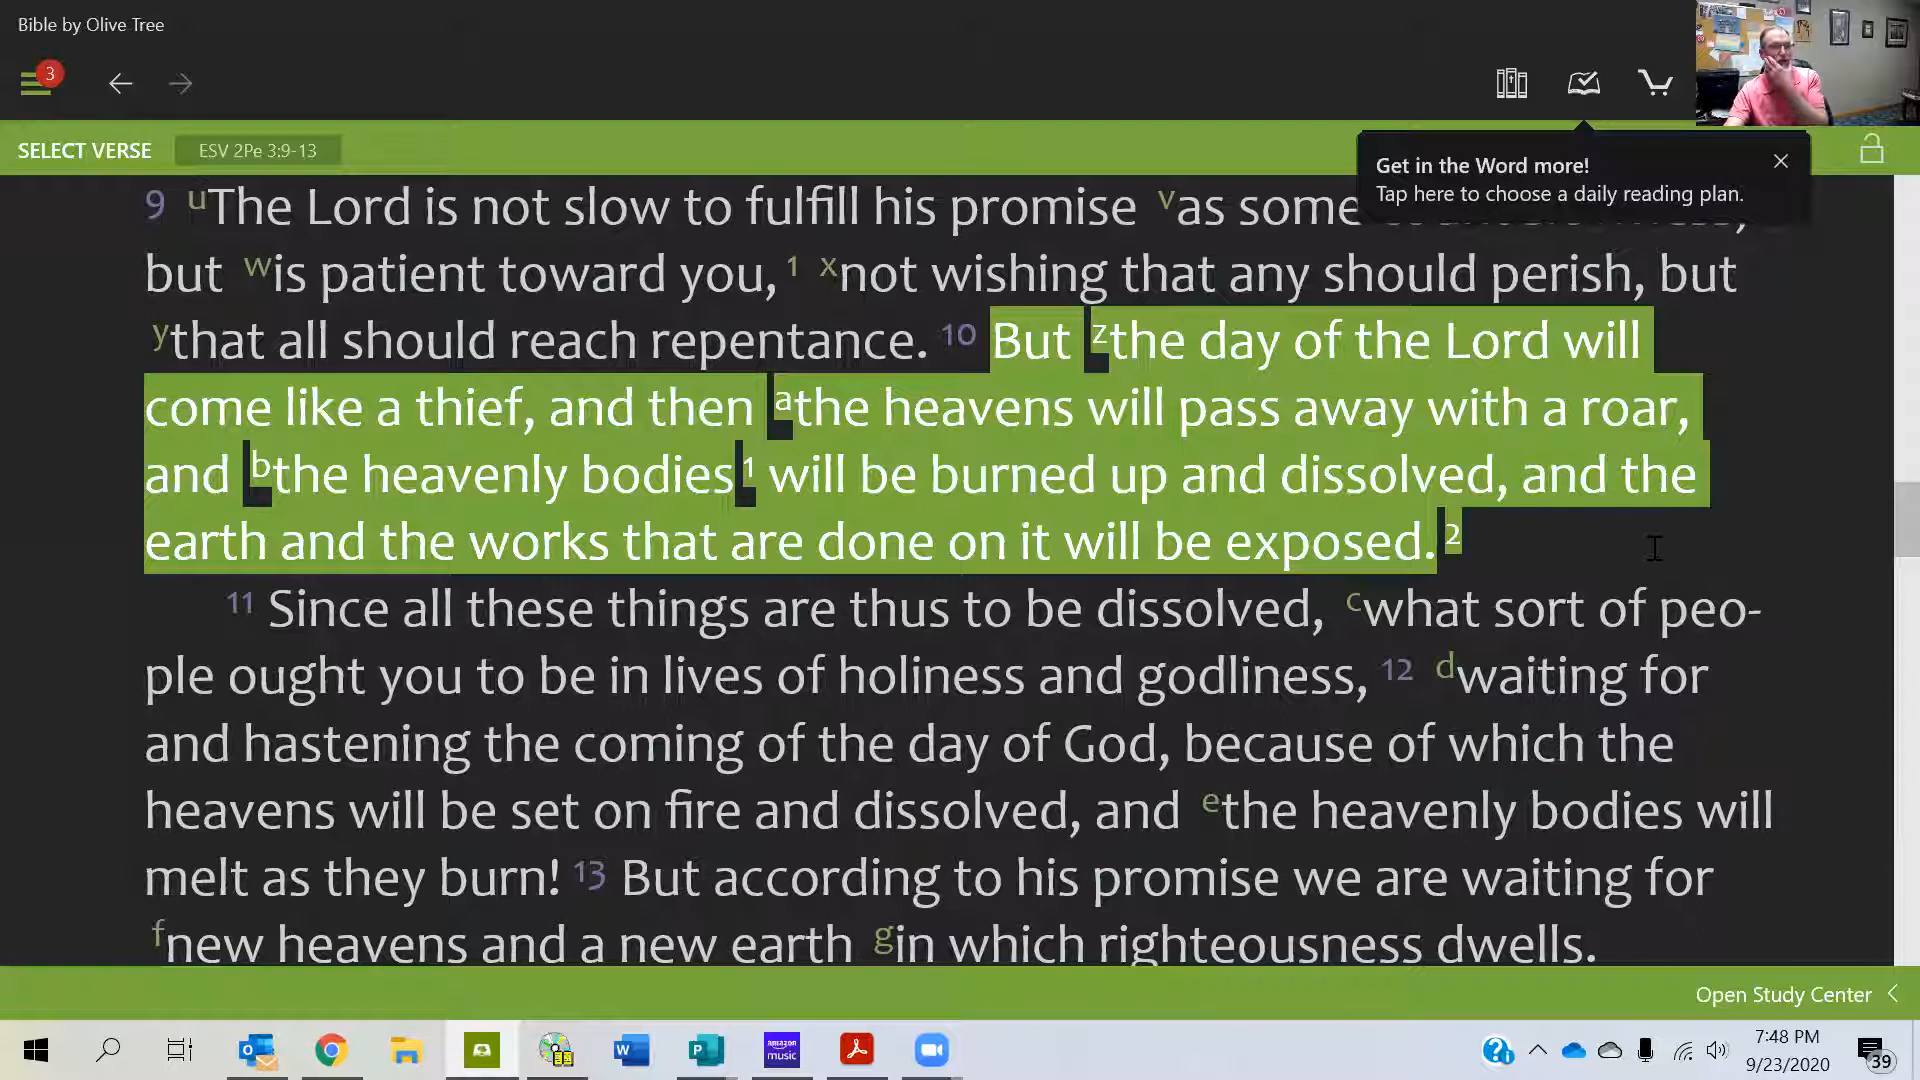 Bible by Olive Tree
3
SELECT VERSE ESV 2Pe 3:9-13
Get in the Word more!
Tap here to choose a daily reading plan.
9 uThe Lord is not slow to fulfill his promise vas some
but wis patient toward you,1 xnot wishing that any should perish, but
ythat all should reach repentance. 10 But zthe day of the Lord will
come like a thief, and then athe heavens will pass away with a roar,
and bthe heavenly bodies1 will be burned up and dissolved, and the
earth and the works that are done on it will be exposed.2
11 Since all these things are thus to be dissolved, cwhat sort of peo-
ple ought you to be in lives of holiness and godliness, 12 dwaiting for
and hastening the coming of the day of God, because of which the
heavens will be set on fire and dissolved, and ethe heavenly bodies will
melt as they burn! 13 But according to his promise we are waiting for
fnew heavens and a new earth gin which righteousness dwells.
Open Study Center
amazon
music
7:48 PM
9/23/2020
39